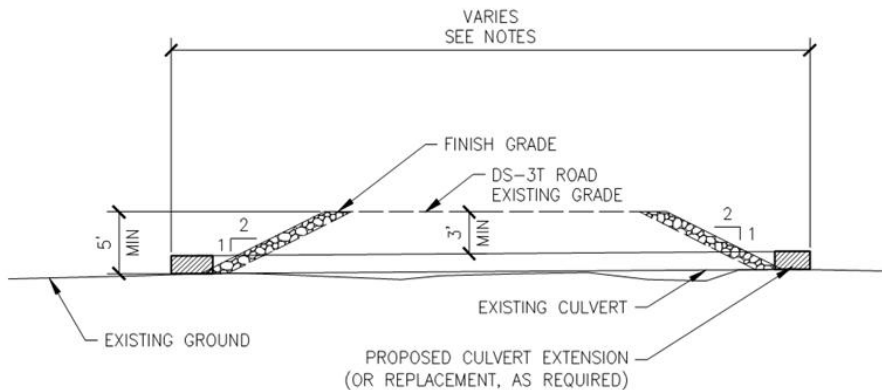 VARIES
SEE NOTES
FINISH GRADE
DS-3T ROAD
EXISTING GRADE
2
1
5'
MIN
3'
MIN
2
1
EXISTING CULVERT
EXISTING GROUND
PROPOSED CULVERT EXTENSION
(OR REPLACEMENT, AS REQUIRED)